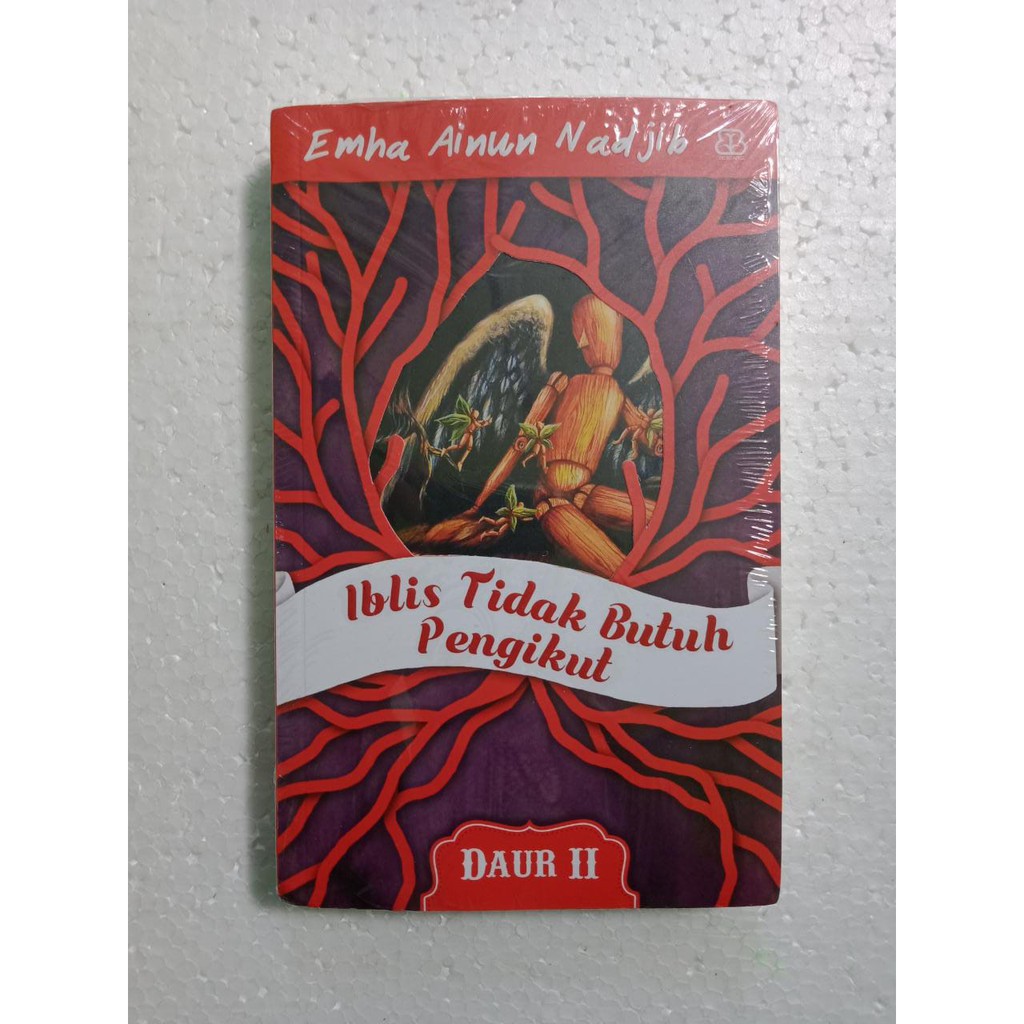 Emha Ainun Nadjib
Iblis Tidak Butuh
Pengikut
DAUR II